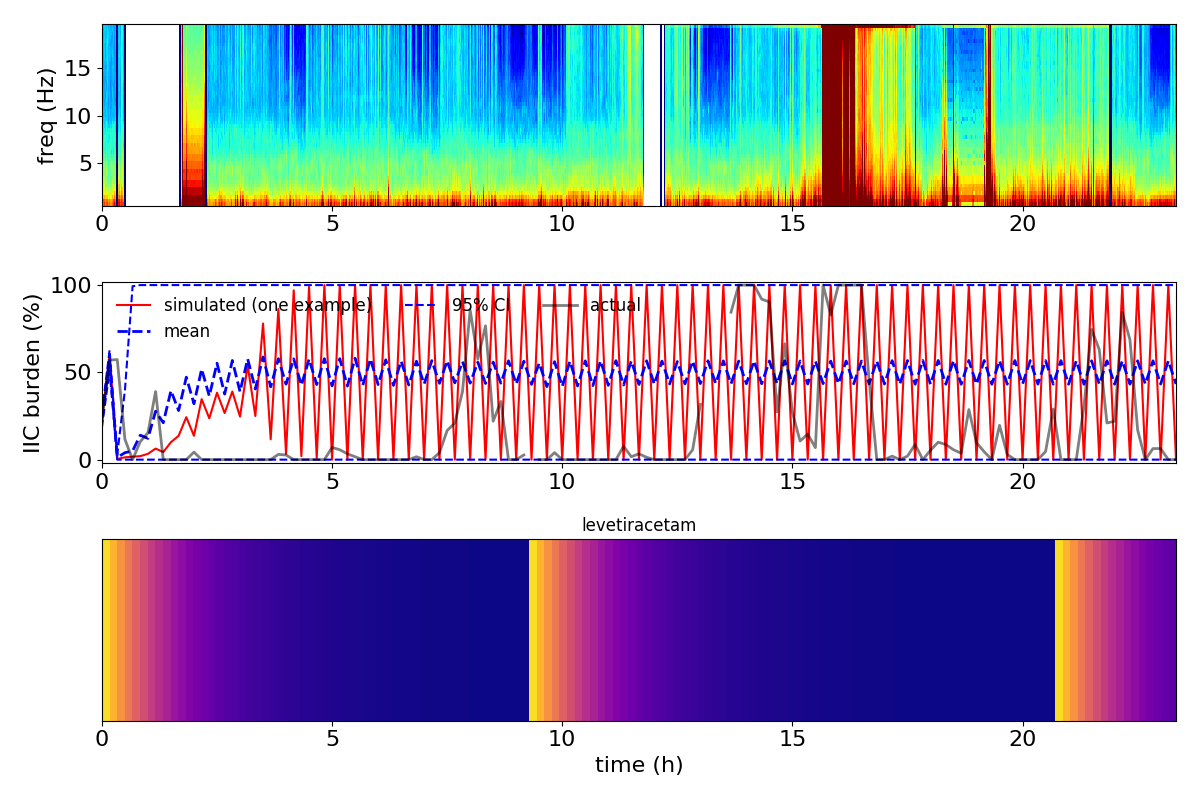 freq (Hz)
15
10
5
0 5 10 15 20
IIC burden (%)
100
50
0
simulated (one example) 95% CI actual
mean
0 5 10 15 20
levetiracetam
0 5 10 15 20
time (h)